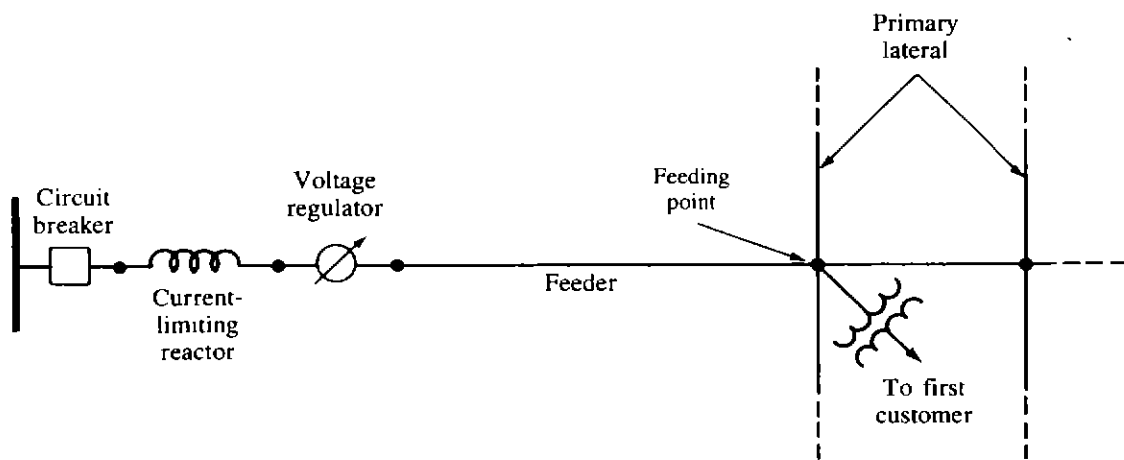 Primary
lateral
Circuit
breaker
Voltage
regulator
Feeding
point
Feeder
Current-
limiting
reactor
To first
customer